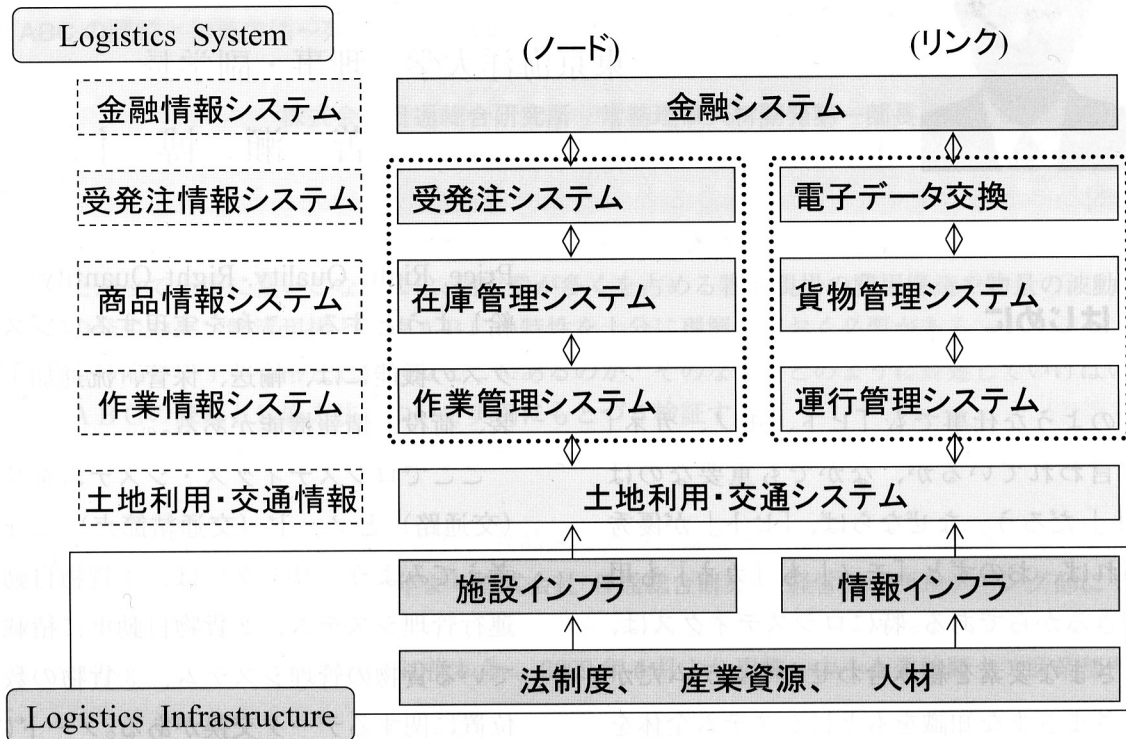 Logistics System
(ノード)
(リンク)
金融情報システム
金融システム
受発注情報システム
受発注システム
電子データ交換
商品情報システム
在庫管理システム
貨物管理システム
作業情報システム
作業管理システム
運行管理システム
土地利用・交通情報
土地利用・交通システム
施設インフラ
情報インフラ
法制度、 産業資源、 人材
Logistics Infrastructure